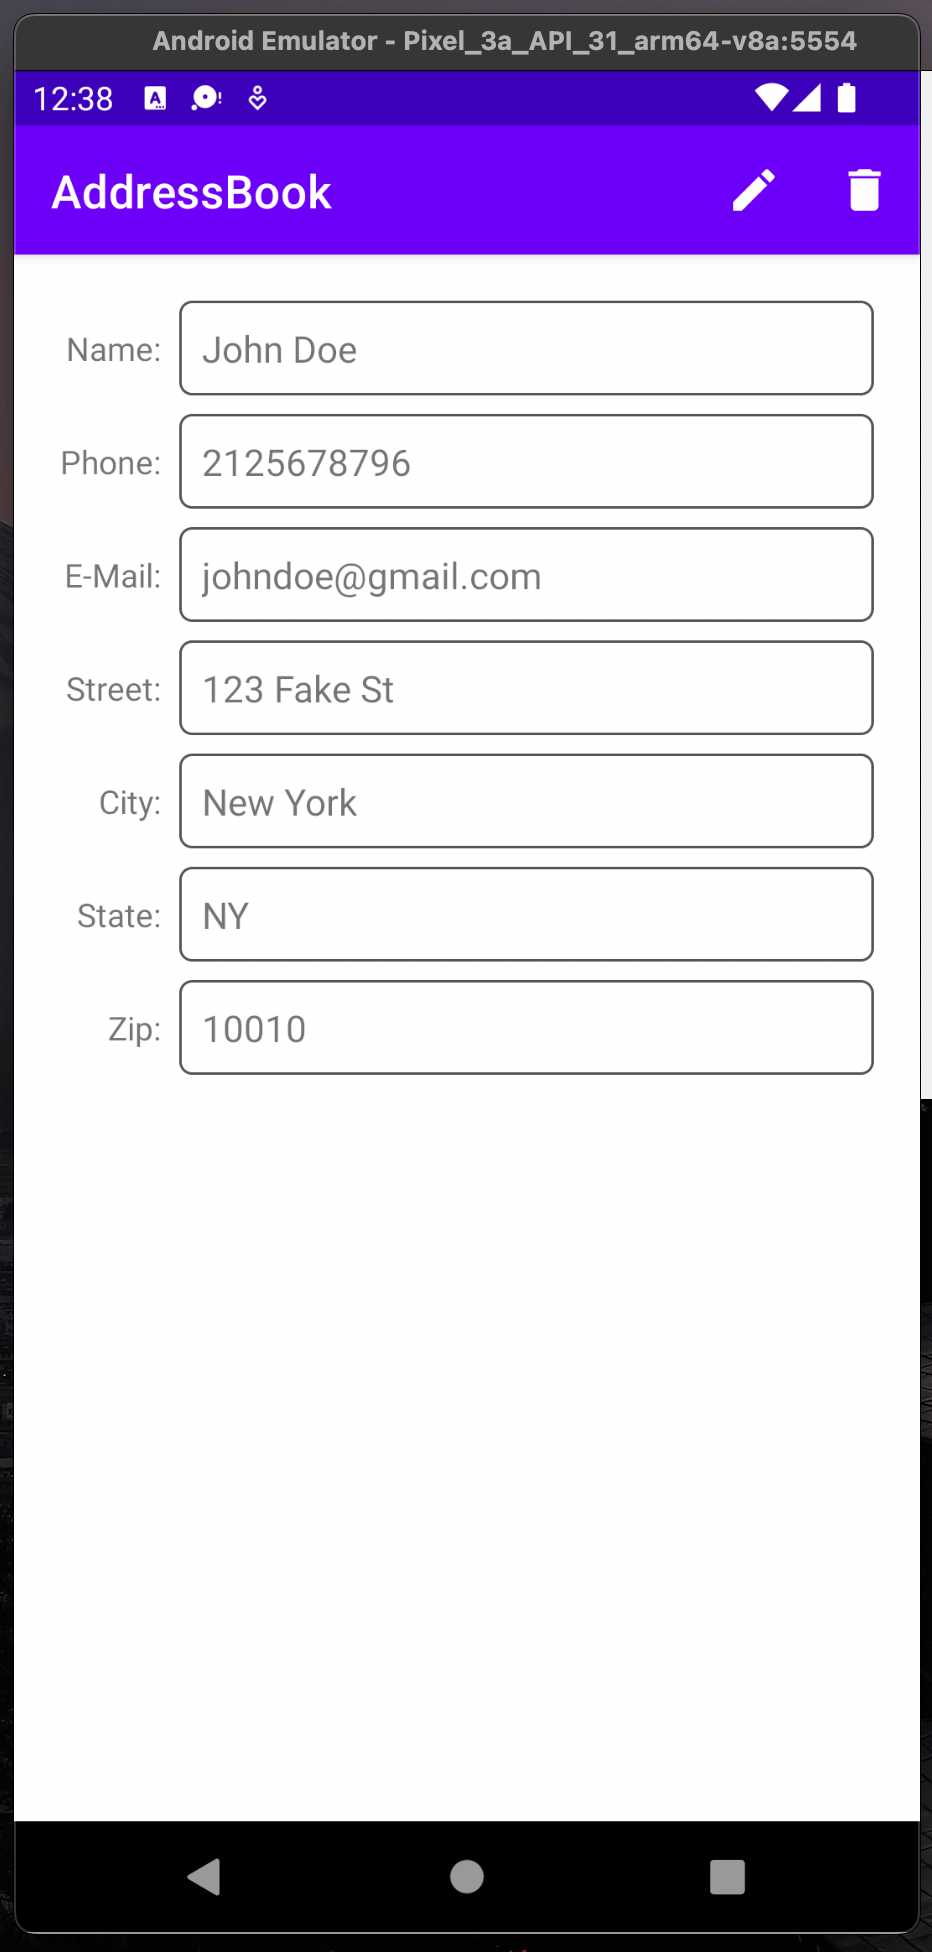 Android Emulator - Pixel_3a_API_31_arm64-v8a:5554
12:38
AddressBook
Name: John Doe
Phone: 2125678796
E-Mail: johndoe@gmail.com
Street: 123 Fake St
City: New York
State: NY
Zip: 10010